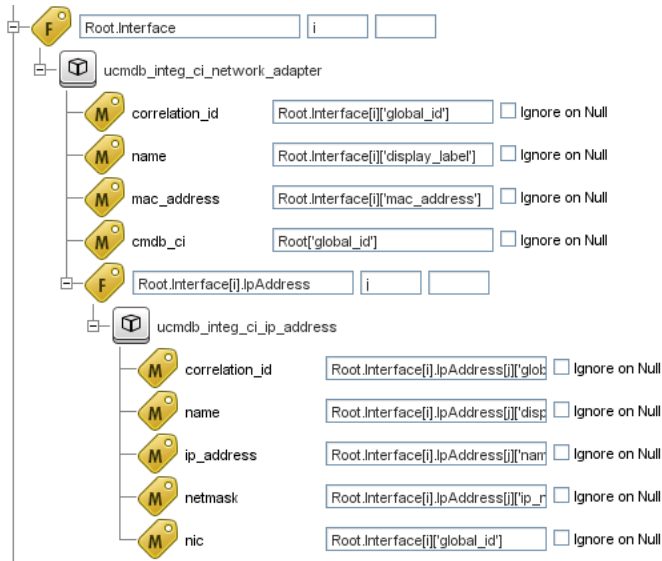 F Root.Interface i
ucmdb_integ_ci_network_adapter
M correlation_id Root.Interface[i]['global_id'] Ignore on Null
M name Root.Interface[i]['display_label'] Ignore on Null
M mac_address Root.Interface[i]['mac_address'] Ignore on Null
M cmdb_ci Root['global_id'] Ignore on Null
F Root.Interface[i].IpAddress j
ucmdb_integ_ci_ip_address
M correlation_id Root.Interface[i].IpAddress[j]['glob Ignore on Null
M name Root.Interface[i].IpAddress[j]['disp Ignore on Null
M ip_address Root.Interface[i].IpAddress[j]['nam Ignore on Null
M netmask Root.Interface[i].IpAddress[j]['ip_n Ignore on Null
M nic Root.Interface[i]['global_id'] Ignore on Null